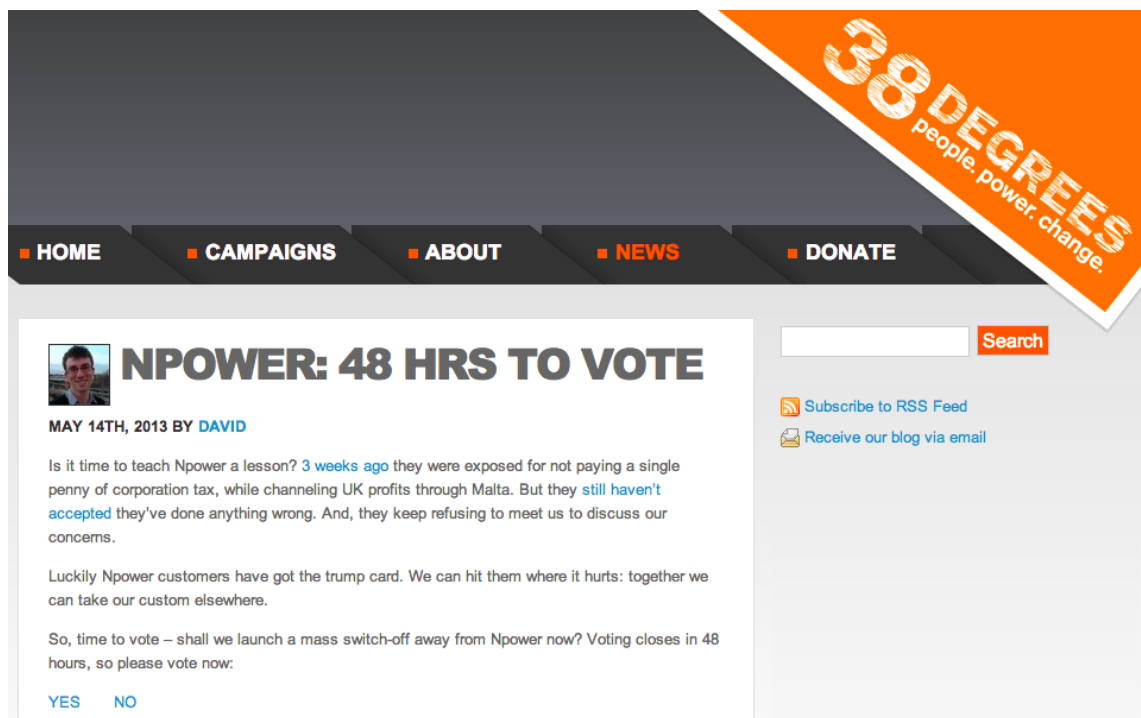 38 DEGREES
people. power. change.
HOME
CAMPAIGNS
ABOUT
NEWS
DONATE
NPOWER: 48 HRS TO VOTE
MAY 14TH, 2013 BY DAVID
Is it time to teach Npower a lesson? 3 weeks ago they were exposed for not paying a single
penny of corporation tax, while channeling UK profits through Malta. But they still haven't
accepted they've done anything wrong. And, they keep refusing to meet us to discuss our
concerns.
Luckily Npower customers have got the trump card. We can hit them where it hurts: together we
can take our custom elsewhere.
So, time to vote – shall we launch a mass switch-off away from Npower now? Voting closes in 48
hours, so please vote now:
YES NO
Search
Subscribe to RSS Feed
Receive our blog via email